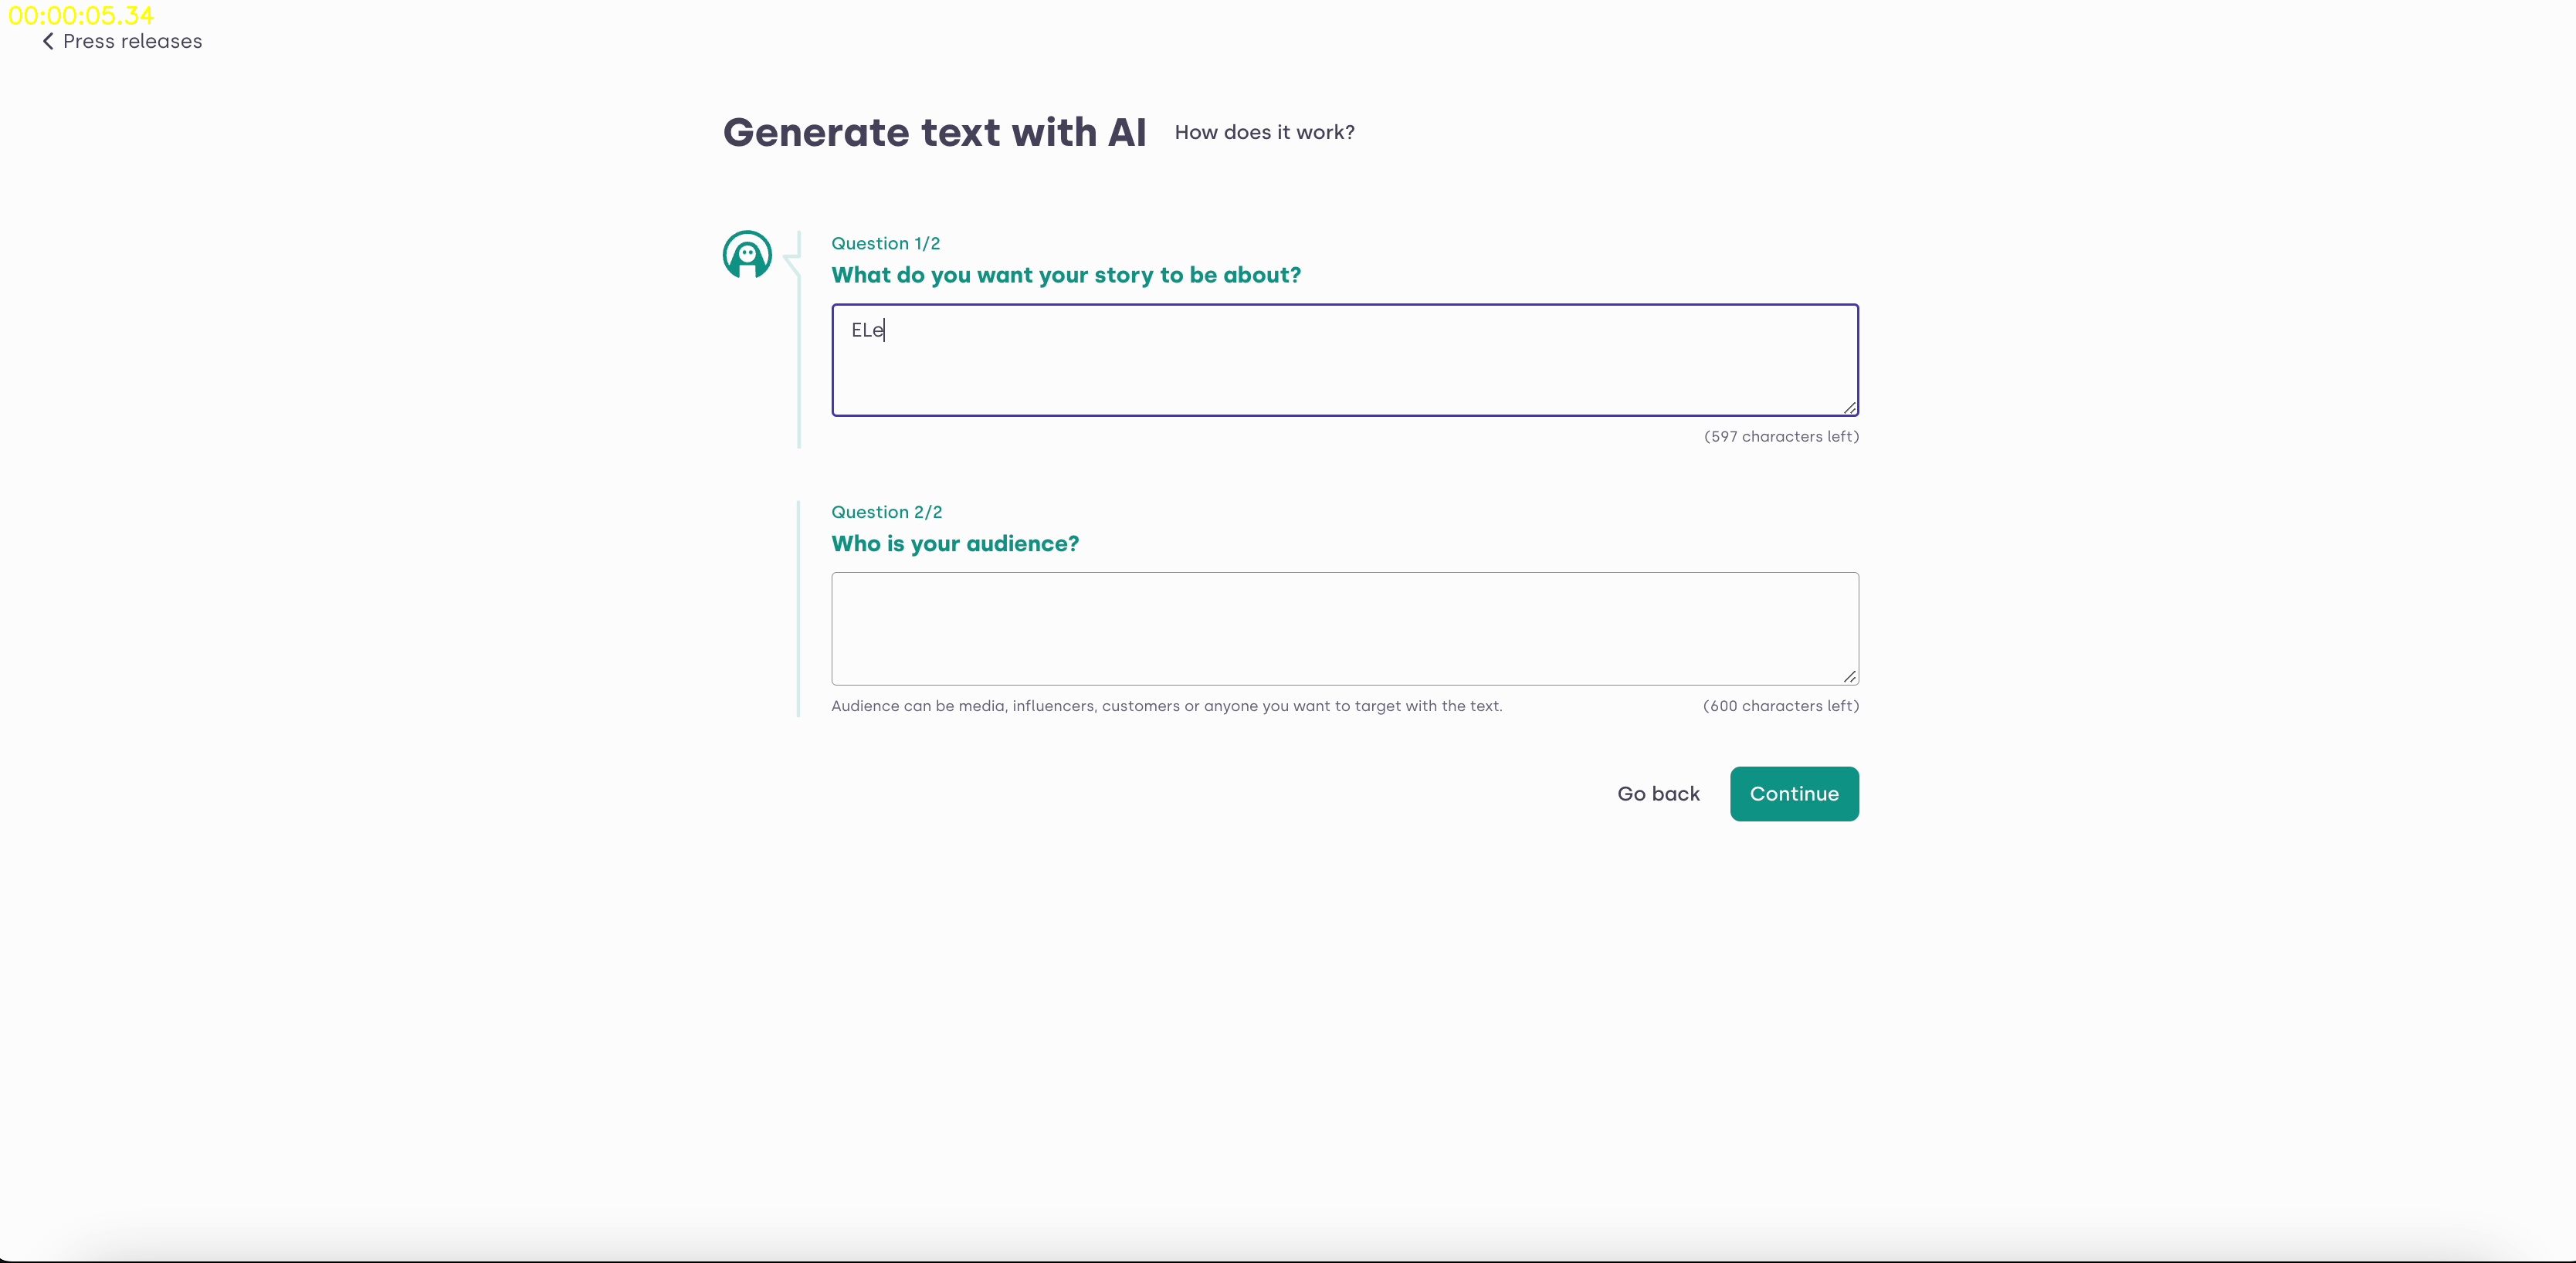 00:00:05.34
Press releases
Generate text with AI How does it work?
Question 1/2
What do you want your story to be about?
ELe
(597 characters left)
Question 2/2
Who is your audience?
Audience can be media, influencers, customers or anyone you want to target with the text. (600 characters left)
Go back Continue